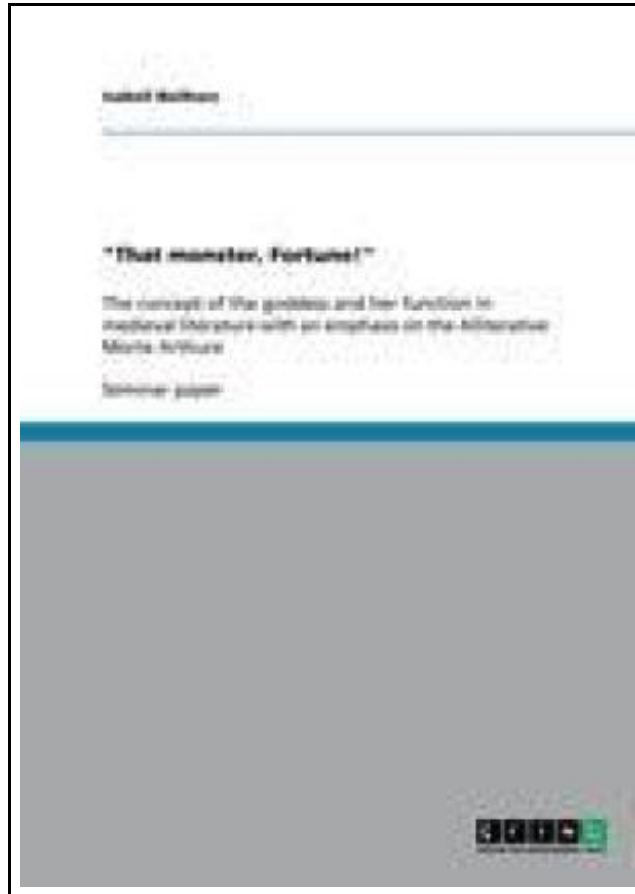 "That monster, Fortune!"
The concept of the goddess and her function in
medieval literature with an emphasis on the Alliterative
Morte Arthure
Seminar paper
GRIN